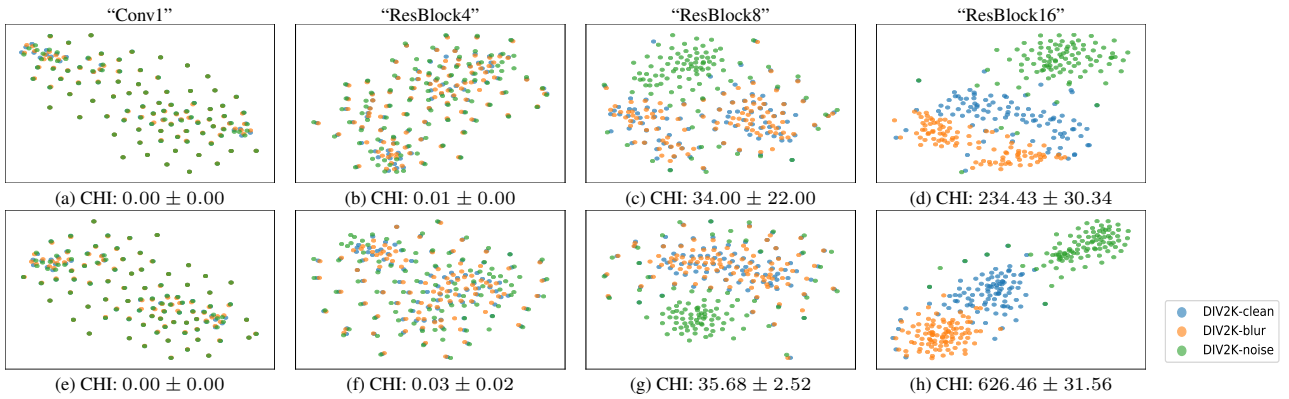 “Conv1” “ResBlock4” “ResBlock8” “ResBlock16”
(a) CHI: 0.00 ± 0.00 (b) CHI: 0.01 ± 0.00 (c) CHI: 34.00 ± 22.00 (d) CHI: 234.43 ± 30.34
DIV2K-clean
DIV2K-blur
DIV2K-noise
(e) CHI: 0.00 ± 0.00 (f) CHI: 0.03 ± 0.02 (g) CHI: 35.68 ± 2.52 (h) CHI: 626.46 ± 31.56